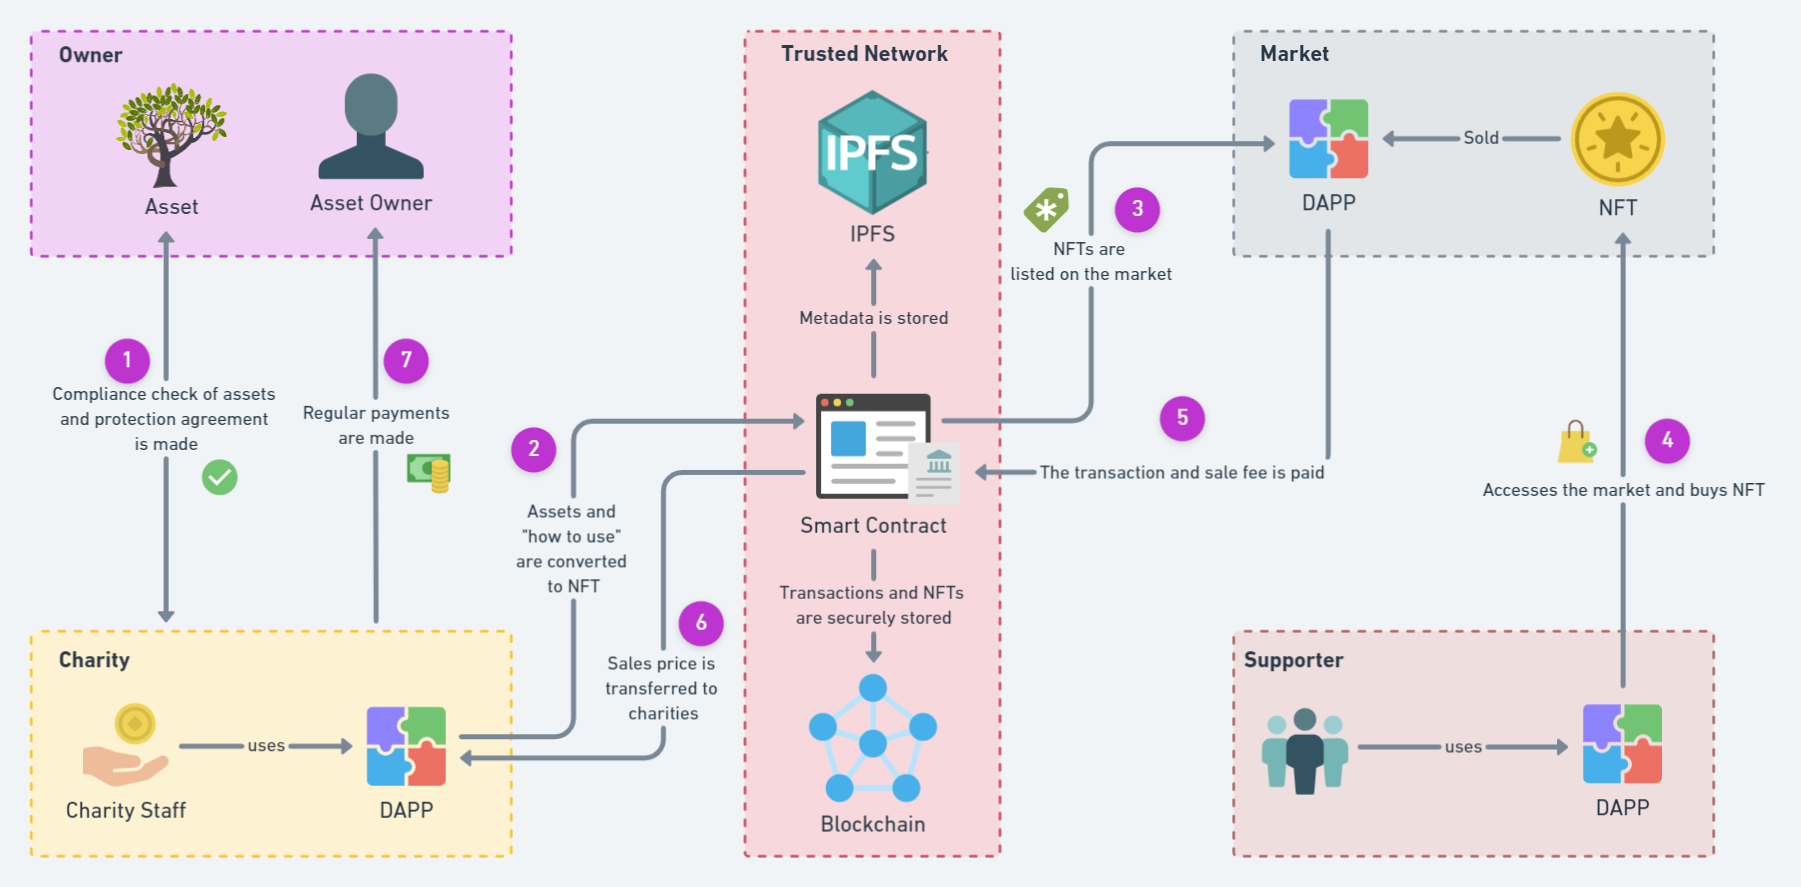 Owner
Asset
Asset Owner
Trusted Network
IPFS
IPFS
Metadata is stored
Smart Contract
Transactions and NFTs
are securely stored
Blockchain
Market
DAPP
Sold
NFT
3
NFTs are
listed on the market
1
Compliance check of assets
and protection agreement
is made
7
Regular payments
are made
2
Assets and
"how to use"
are converted
to NFT
5
The transaction and sale fee is paid
4
Accesses the market and buys NFT
6
Sales price is
transferred to
charities
Charity
Charity Staff
uses
DAPP
Supporter
uses
DAPP